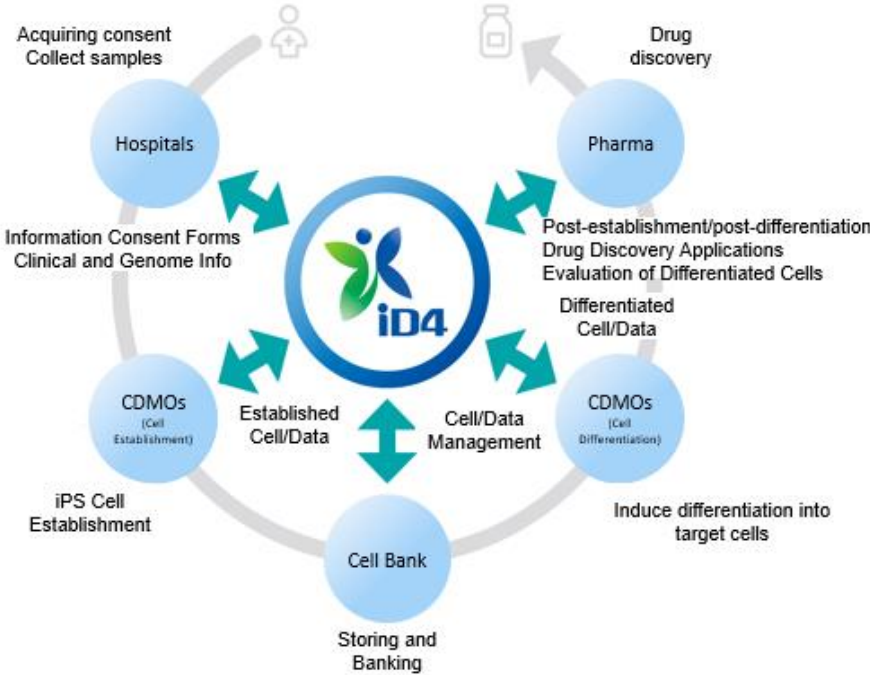 Acquiring consent
Collect samples
Drug
discovery
Hospitals
Pharma
Information Consent Forms
Clinical and Genome Info
Post-establishment/post-differentiation
Drug Discovery Applications
Evaluation of Differentiated Cells
iD4
Differentiated
Cell/Data
CDMOs
(Cell
Establishment)
Established
Cell/Data
Cell/Data
Management
CDMOs
(Cell
Differentiation)
iPS Cell
Establishment
Induce differentiation into
target cells
Cell Bank
Storing and
Banking